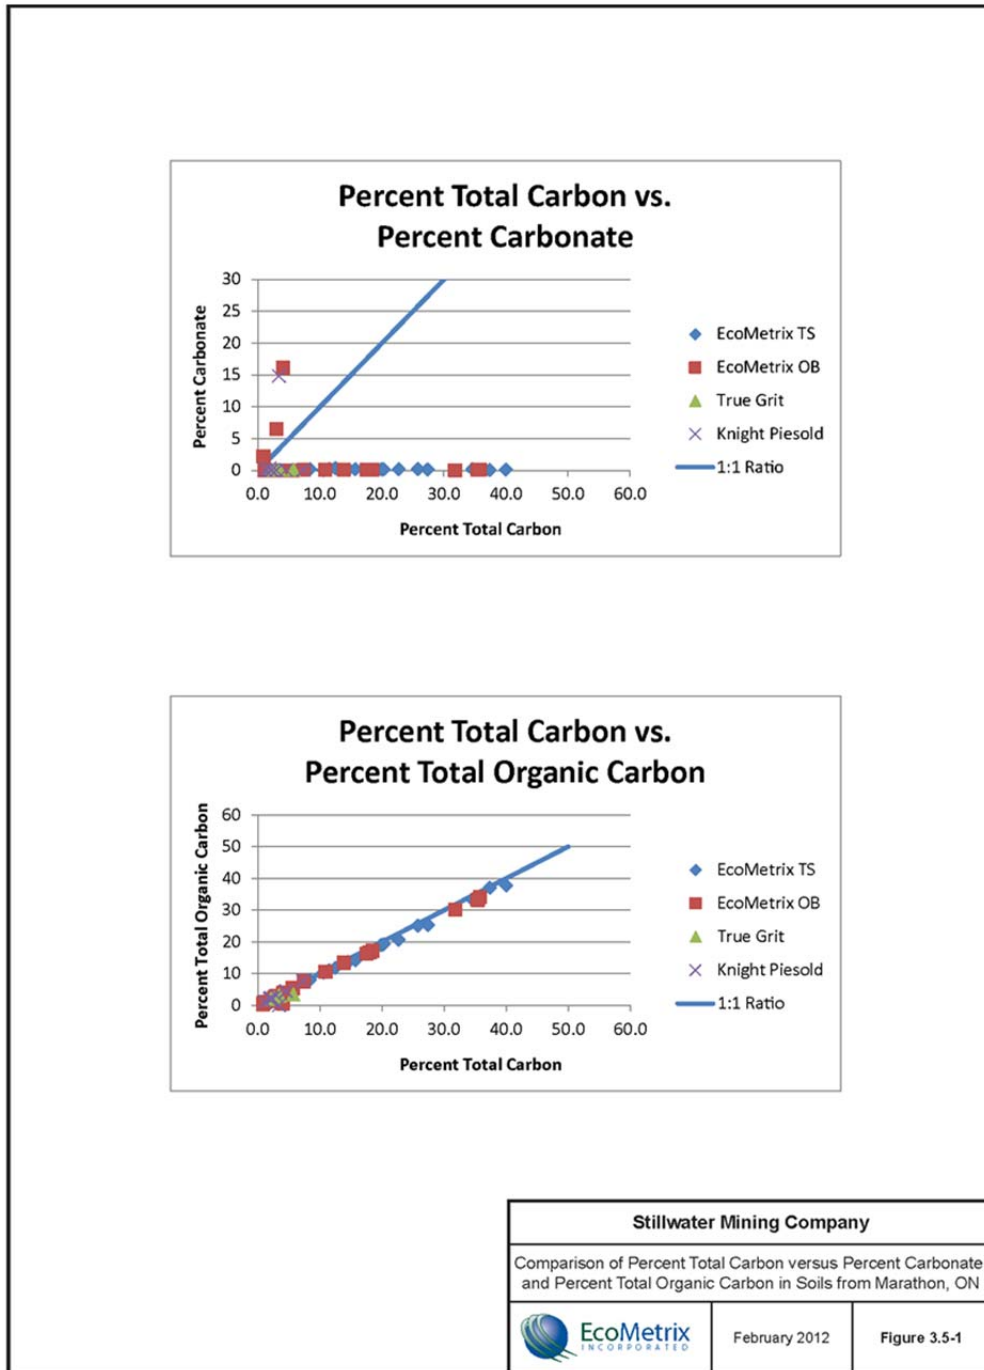 Percent Total Carbon vs.
Percent Carbonate
30
25
20
15
10
5
0
Percent Carbonate
0.0 10.0 20.0 30.0 40.0 50.0 60.0
Percent Total Carbon
EcoMetrix TS
EcoMetrix OB
True Grit
Knight Piesold
1:1 Ratio
Percent Total Carbon vs.
Percent Total Organic Carbon
60
50
40
30
20
10
0
Percent Total Organic Carbon
0.0 10.0 20.0 30.0 40.0 50.0 60.0
Percent Total Carbon
EcoMetrix TS
EcoMetrix OB
True Grit
Knight Piesold
1:1 Ratio
Stillwater Mining Company
Comparison of Percent Total Carbon versus Percent Carbonate
and Percent Total Organic Carbon in Soils from Marathon, ON
EcoMetrix
INCORPORATED
February 2012
Figure 3.5-1